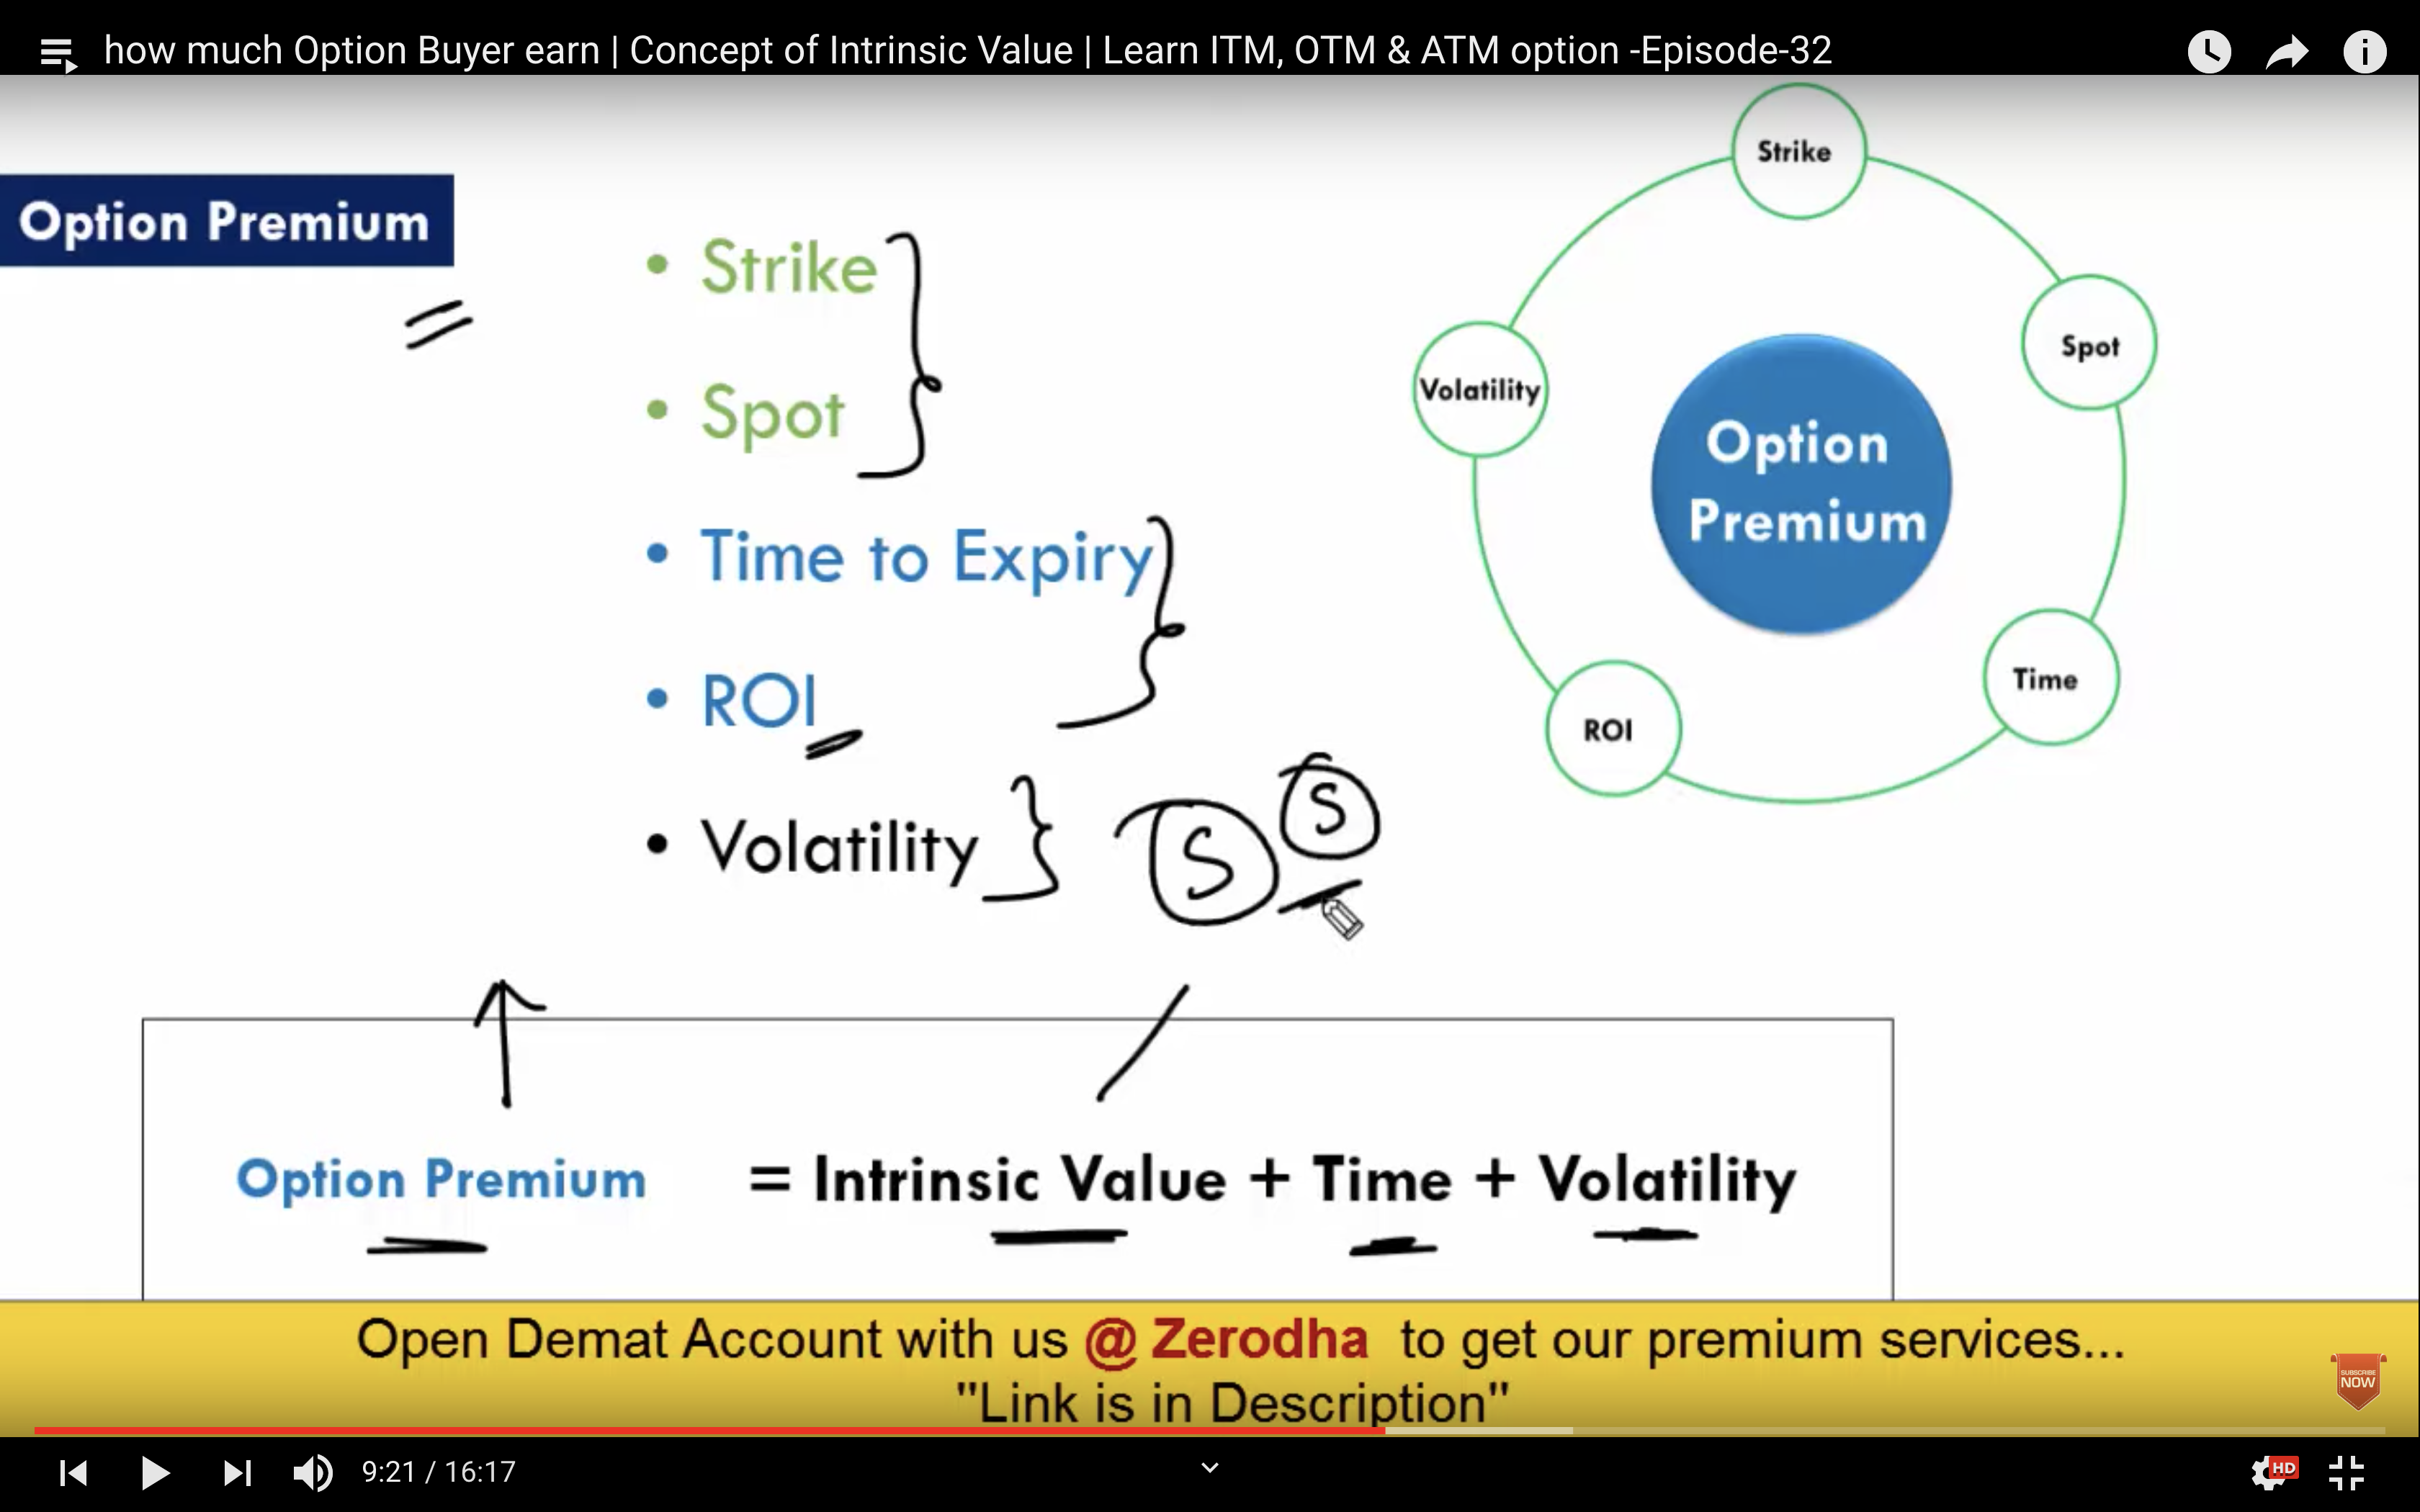 how much Option Buyer earn | Concept of Intrinsic Value | Learn ITM, OTM & ATM option -Episode-32
Option Premium
=
• Strike
• Spot
• Time to Expiry
• ROI
• Volatility
S
S
Strike
Spot
Volatility
Option
Premium
Time
ROI
Option Premium = Intrinsic Value + Time + Volatility
Open Demat Account with us @ Zerodha to get our premium services...
"Link is in Description"
SUBSCRIBE
NOW
9:21 / 16:17
HD